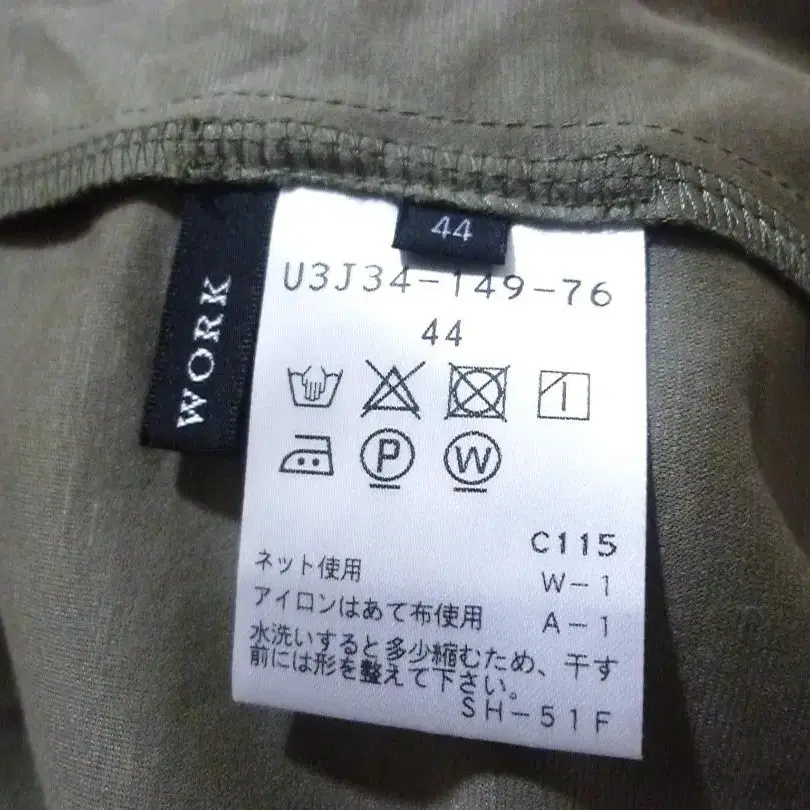 44
WORK
U3J34-149-76
44
P
W
C115
ネット使用
W-1
アイロンはあて布使用
A-1
水洗いすると多少縮むため、干す
前には形を整えて下さい。
SH-51F